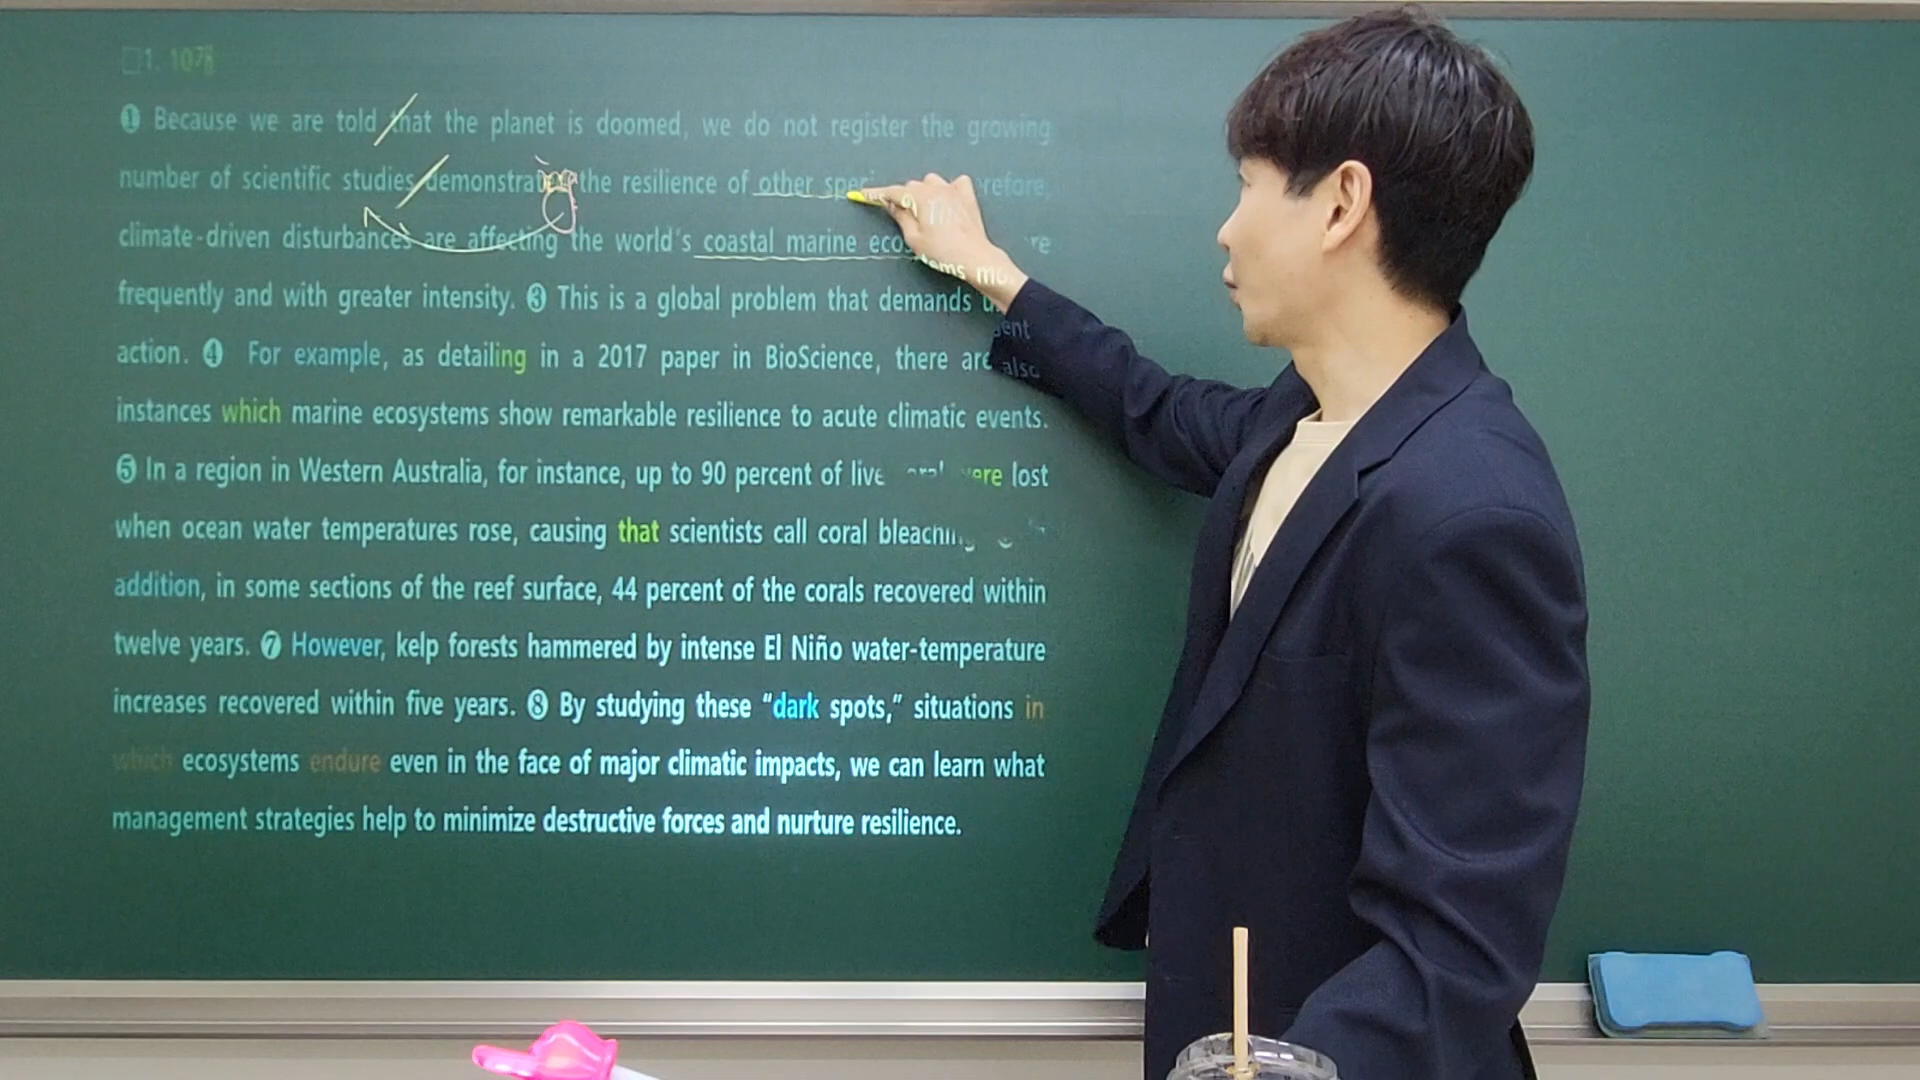 □1. 107
❶ Because we are told that the planet is doomed, we do not register the growing
number of scientific studies demonstrating the resilience of other
climate-driven disturbances are affecting the world's coastal marine
frequently and with greater intensity. ❸ This is a global problem that demands
action. ❹ For example, as detailing in a 2017 paper in BioScience, there are also
instances which marine ecosystems show remarkable resilience to acute climatic events.
❺ In a region in Western Australia, for instance, up to 90 percent of live were lost
when ocean water temperatures rose, causing that scientists call coral bleaching
addition, in some sections of the reef surface, 44 percent of the corals recovered within
twelve years. ❼ However, kelp forests hammered by intense El Niño water-temperature
increases recovered within five years. ❽ By studying these “dark spots,” situations in
which ecosystems endure even in the face of major climatic impacts, we can learn what
management strategies help to minimize destructive forces and nurture resilience.